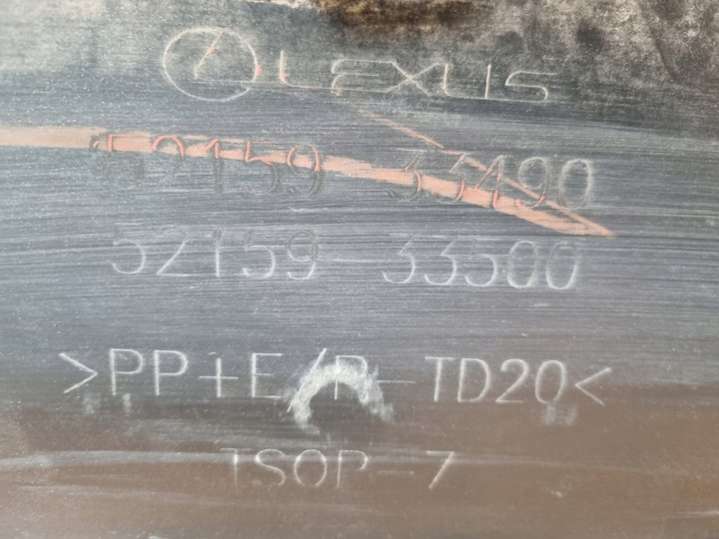 LEXUS
52159-33490
52159-33500
>PP+E/P-TD20<
TSOP-7